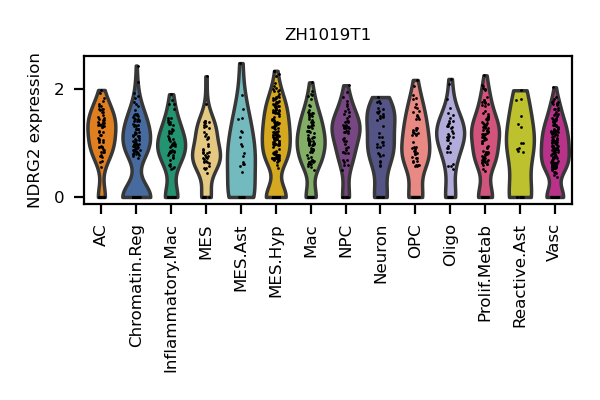 ZH1019T1
NDRG2 expression
2
0
AC
Chromatin.Reg
Inflammatory.Mac
MES
MES.Ast
MES.Hyp
Mac
NPC
Neuron
OPC
Oligo
Prolif.Metab
Reactive.Ast
Vasc